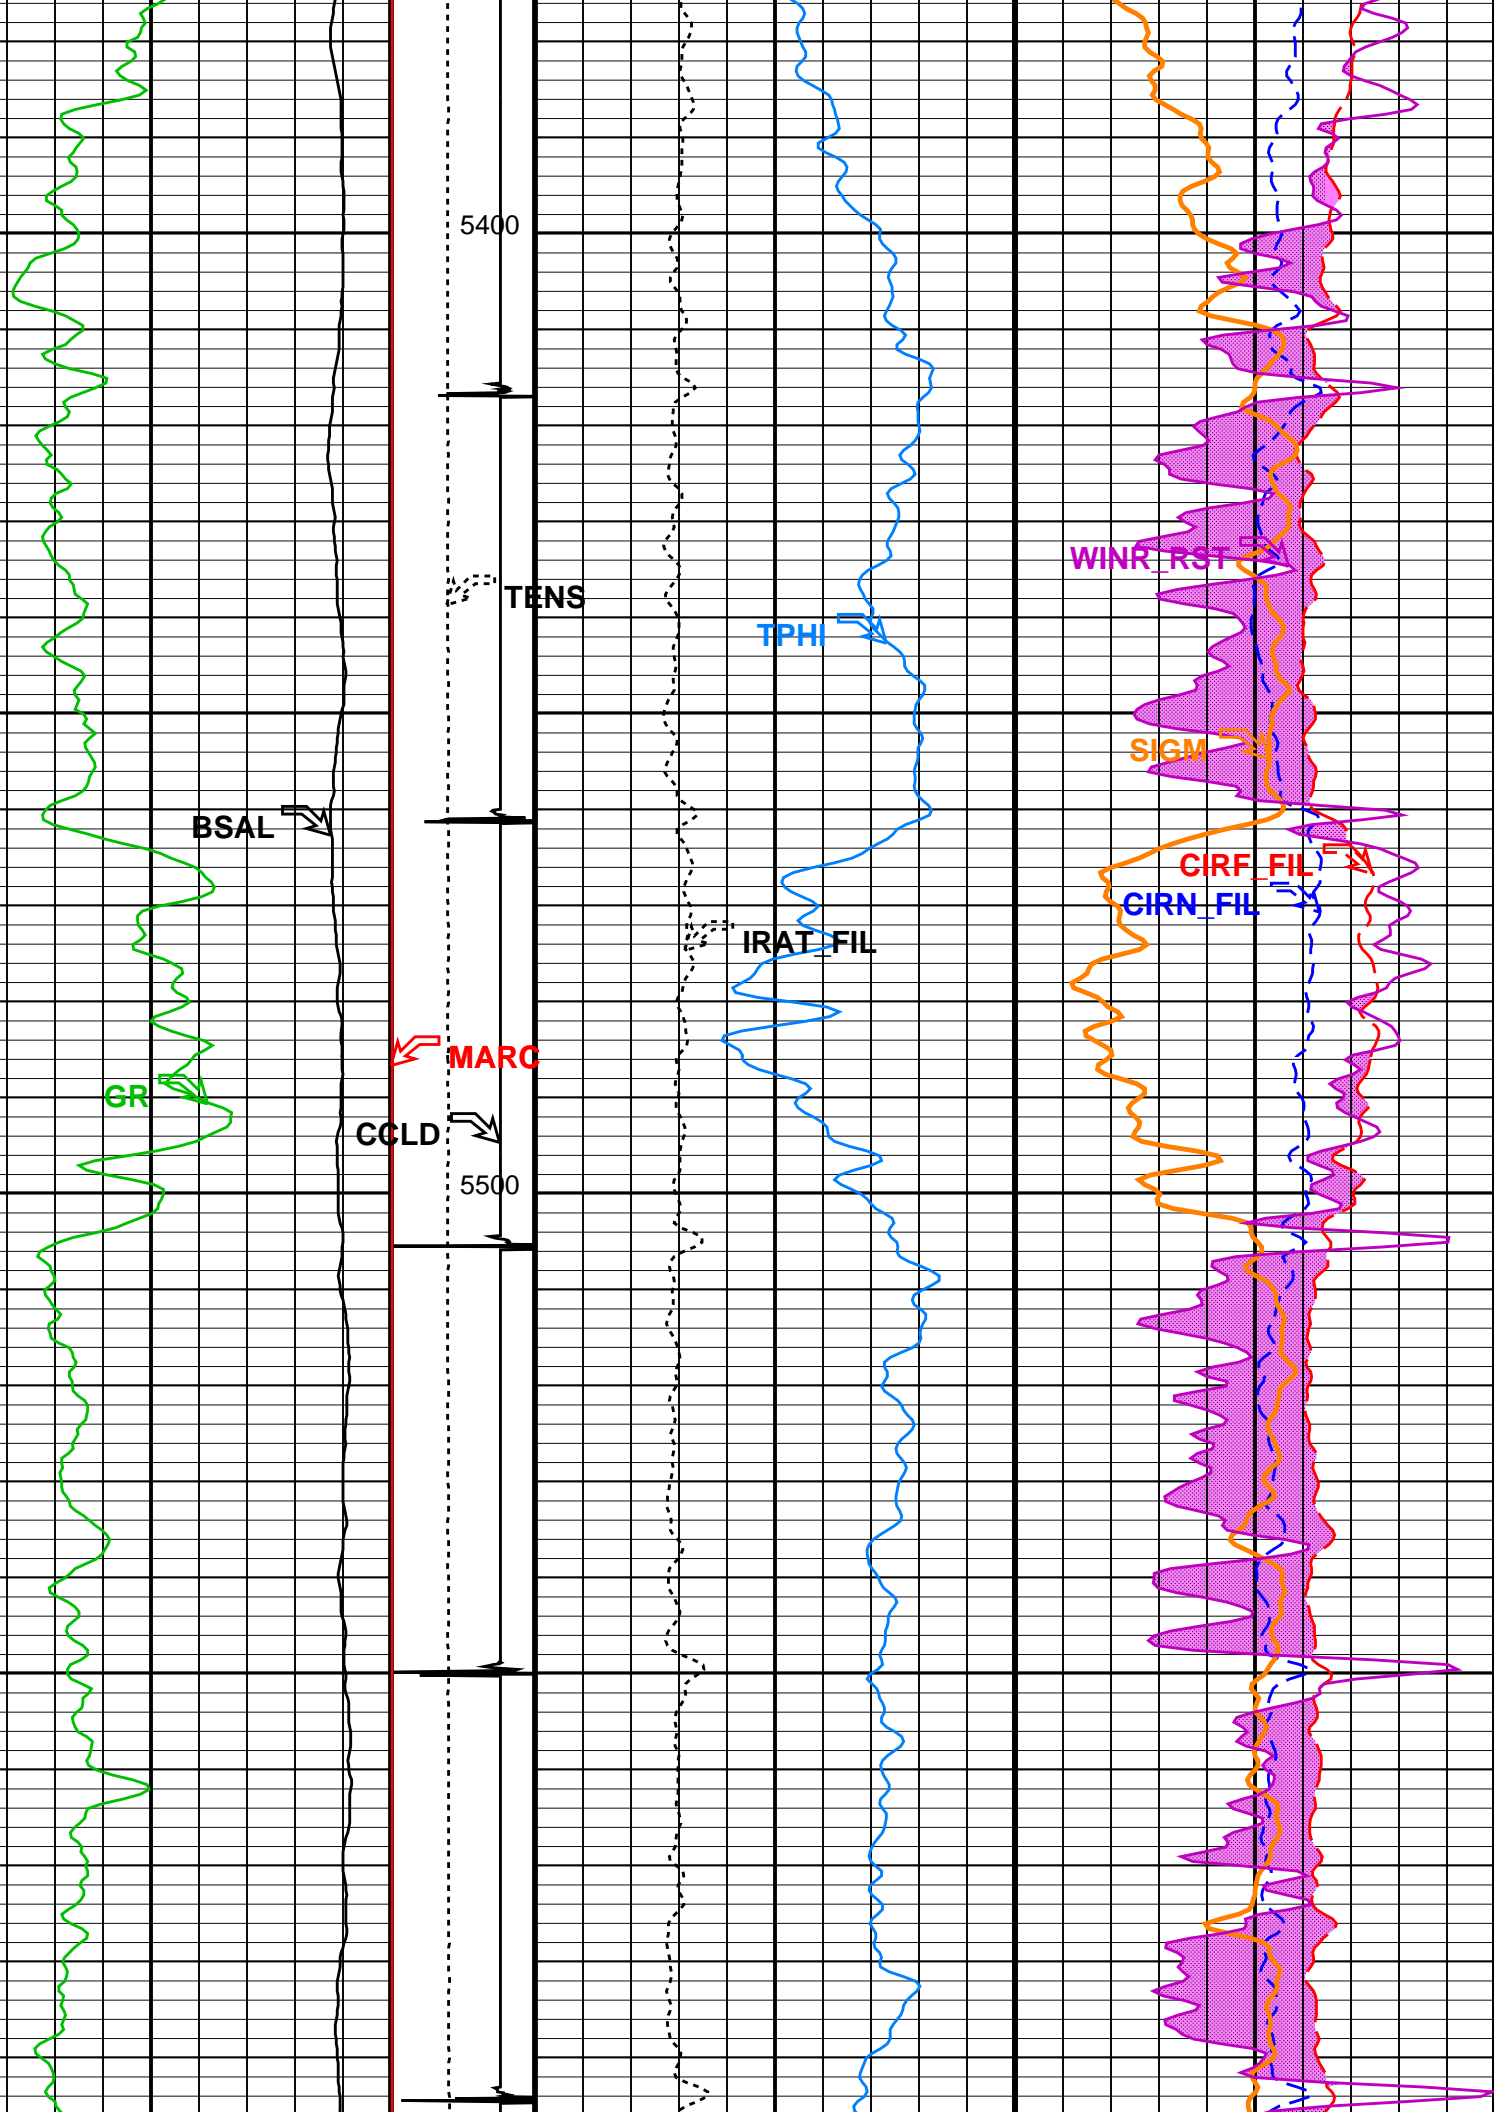 5400
WINR_RST
TENS
TPHI
SIGM
BSAL
CIRF_FIL
CIRN_FIL
IRAT_FIL
MARC
GR
CCLD
5500